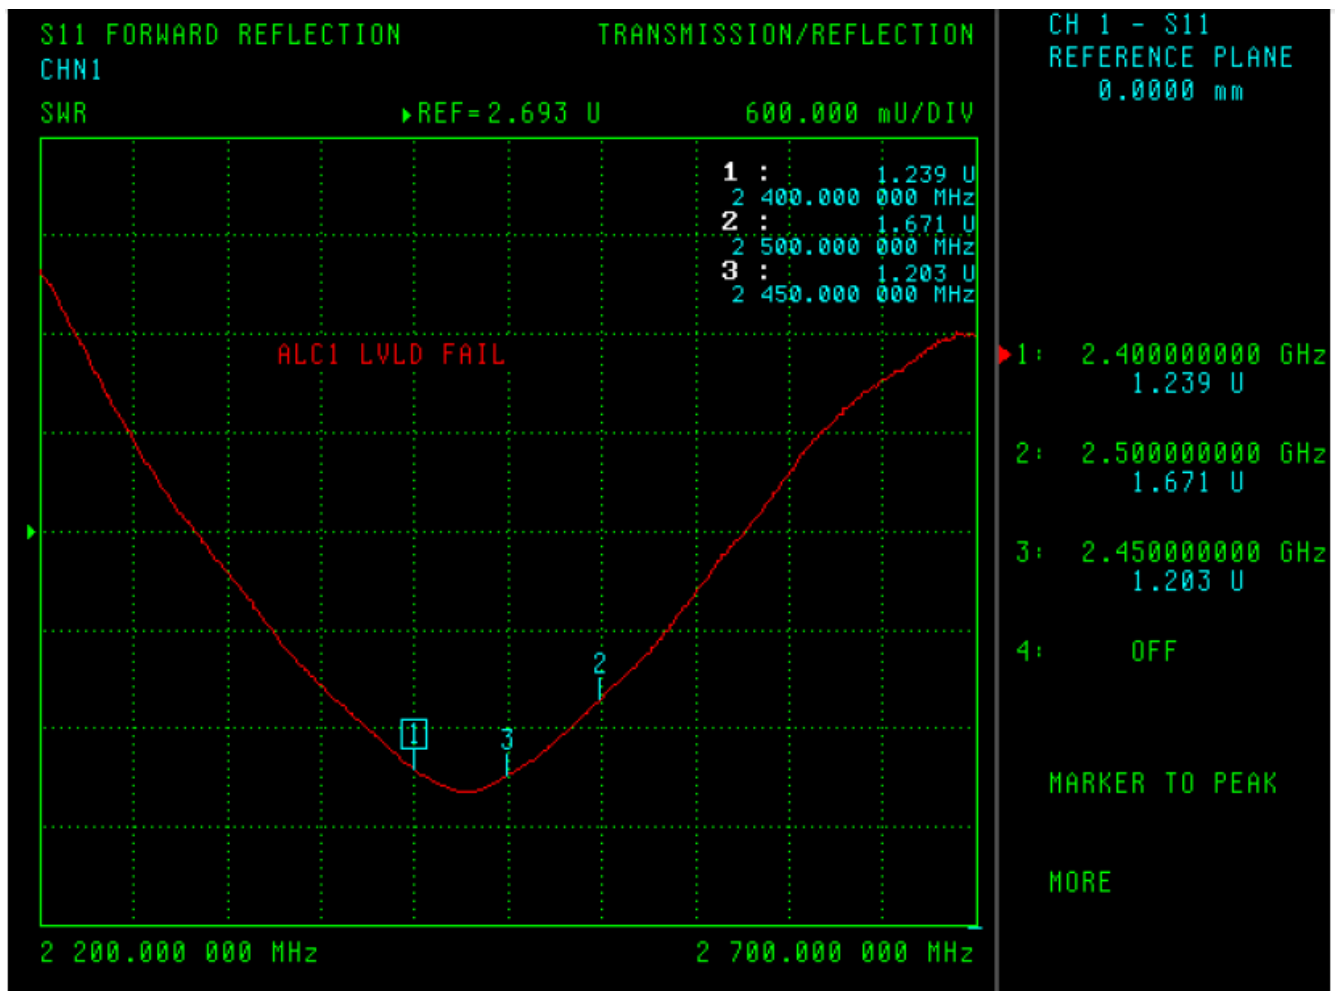 S11 FORWARD REFLECTION TRANSMISSION/REFLECTION
CHN1
SWR ▸REF=2.693 U 600.000 mU/DIV
1 : 1.239 U
2 400.000 000 MHz
2 : 1.671 U
2 500.000 000 MHz
3 : 1.203 U
2 450.000 000 MHz
ALC1 LVLD FAIL
1
3
2
2 200.000 000 MHz 2 700.000 000 MHz
CH 1 - S11
REFERENCE PLANE
0.0000 mm
1: 2.400000000 GHz
1.239 U
2: 2.500000000 GHz
1.671 U
3: 2.450000000 GHz
1.203 U
4: OFF
MARKER TO PEAK
MORE